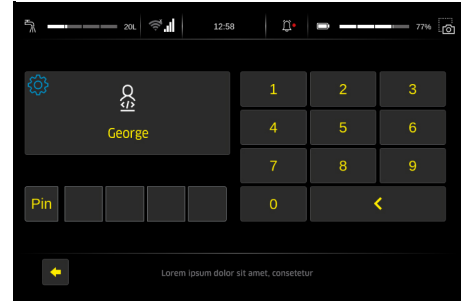 20L 12:58 77%
George
1 2 3
4 5 6
7 8 9
Pin 0
Lorem ipsum dolor sit amet, consetetur